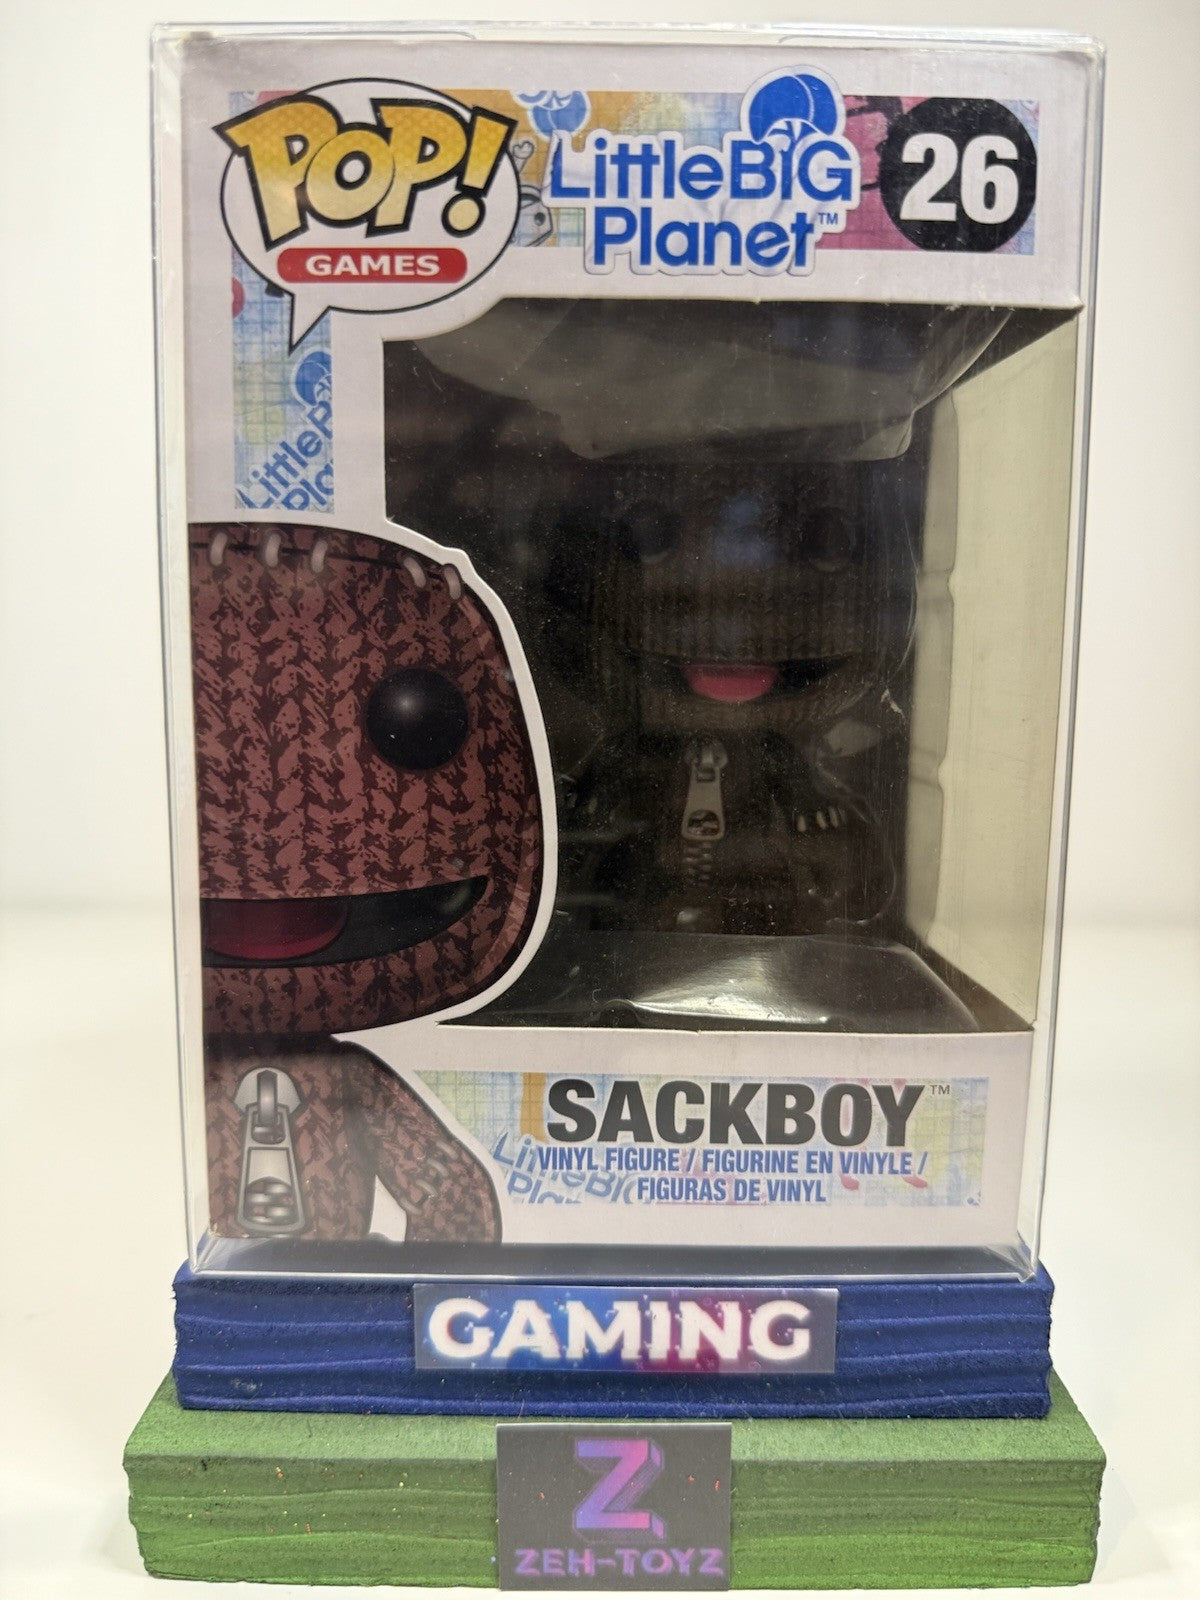 POP!
GAMES
LittleBIG
Planet™
26
SACKBOY™
VINYL FIGURE / FIGURINE EN VINYLE /
FIGURAS DE VINYL
GAMING
Z
ZEH-TOYZ